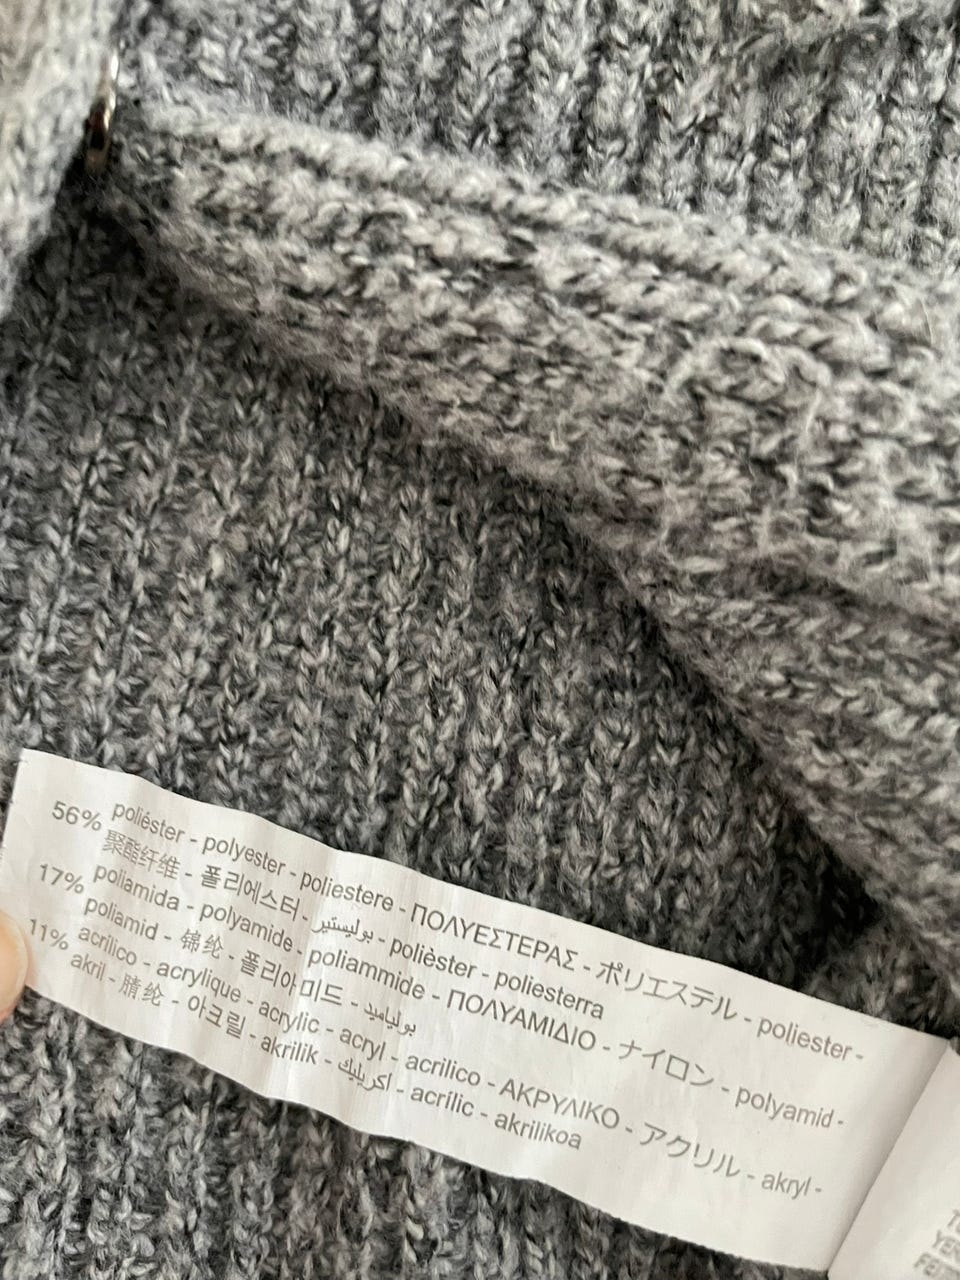 56% poliéster - polyester - poliestere - ΠΟΛΥΕΣΤΕΡΑΣ - ポリエステル - poliester -
聚酯纤维 - 폴리에스터 - بوليستير - polièster - poliesterra
17% poliamida - polyamide - poliammide - ΠΟΛΥΑΜΙΔΙΟ - ナイロン - polyamid -
poliamid - 锦纶 - 폴리아미드 - بولياميد
11% acrílico - acrylique - acrylic - acryl - acrilico - ΑΚΡΥΛΙΚΟ - アクリル - akryl -
akril - 腈纶 - 아크릴 - akrilik - اكريليك - acrílic - akrilikoa